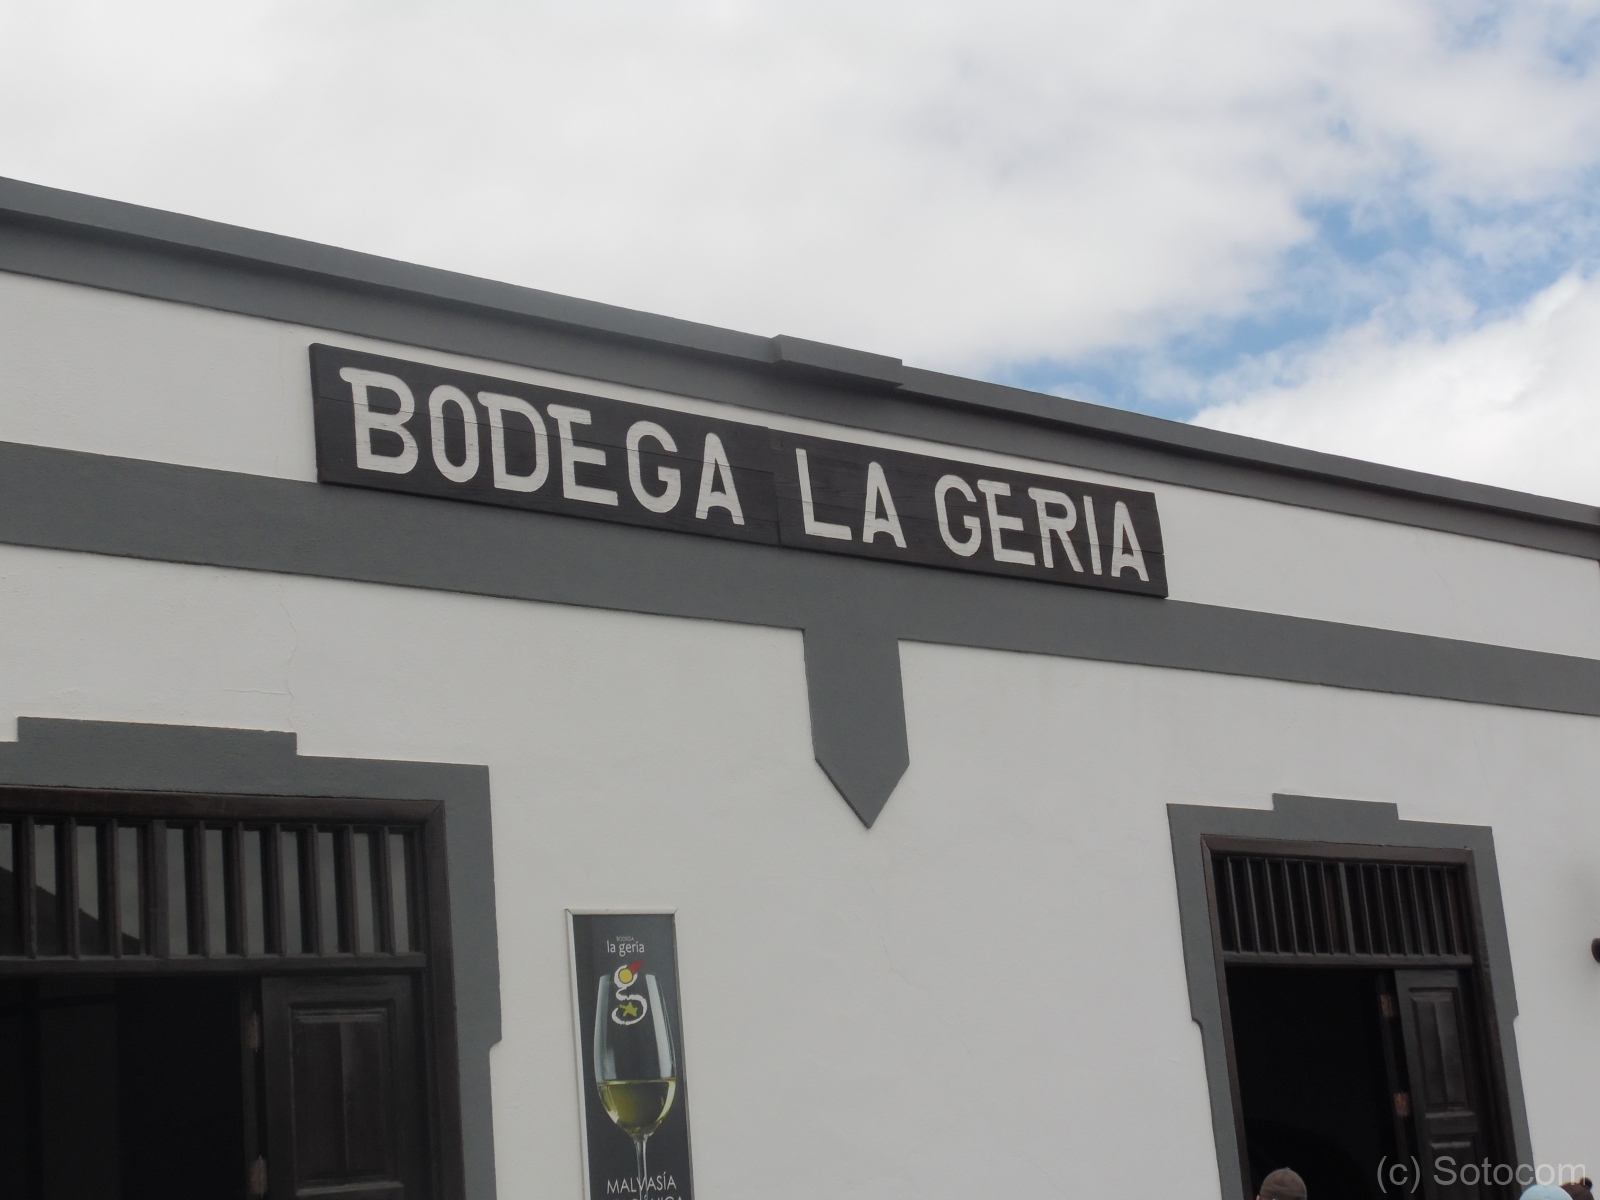 BODEGA LA GERIA
BODEGA
la geria
g
MALVASÍA
(c) Sotocom